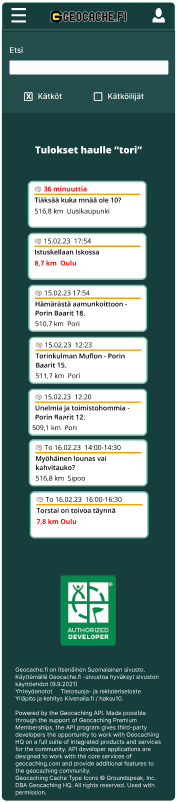 GEOCACHE.FI
Etsi
Kätköt
Kätköilijät
Tulokset haulle “tori”
36 minuuttia
Tiäksää kuka mnää ole 10?
516,8 km Uusikaupunki
15.02.23 17:54
Istuskellaan Iskossa
8,7 km Oulu
15.02.23 17:54
Hämärästä aamunkoittoon -
Porin Baarit 18.
510,7 km Pori
15.02.23 12:23
Torinkulman Muflon - Porin
Baarit 15.
511,7 km Pori
15.02.23 12:20
Unelmia ja toimistohommia -
Porin Baarit 12.
509,1 km Pori
To 16.02.23 14:00-14:30
Myöhäinen lounas vai
kahvitauko?
516,8 km Sipoo
To 16.02.23 16:00-16:30
Torstai on toivoa täynnä
7,8 km Oulu
AUTHORIZED
DEVELOPER
Geocache.fi on itsenäinen Suomalainen sivusto.
Käyttämällä Geocache.fi -sivustoa hyväksyt sivuston
käyttöehdot (9.9.2021)
Yhteydenotot Tietosuoja- ja rekisteriseloste
Ylläpito ja kehitys Kivenalla.fi / haksu10.
Powered by the Geocaching API. Made possible
through the support of Geocaching Premium
Memberships, the API program gives third-party
developers the opportunity to work with Geocaching
HQ on a full suite of integrated products and services
for the community. API developer applications are
designed to work with the core services of
geocaching.com and provide additional features to
the geocaching community.
Geocaching Cache Type Icons © Groundspeak, Inc.
DBA Geocaching HQ. All rights reserved. Used with
permission.